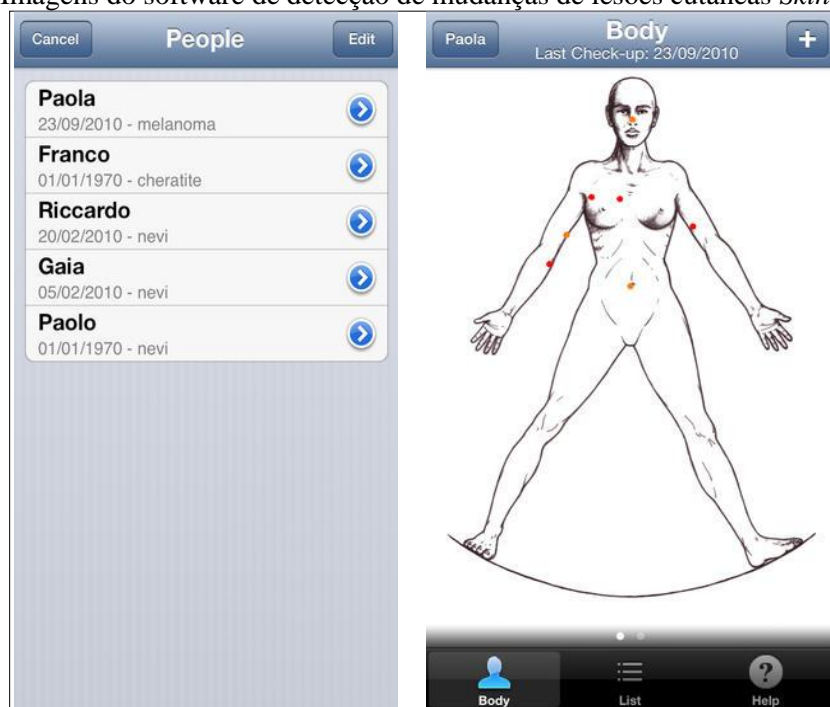 Imagens do software de detecção de mudanças de lesões cutâneas Skin
Cancel People Edit
Paola
23/09/2010 - melanoma
Franco
01/01/1970 - cheratite
Riccardo
20/02/2010 - nevi
Gaia
05/02/2010 - nevi
Paolo
01/01/1970 - nevi
Paola Body +
Last Check-up: 23/09/2010
Body List Help